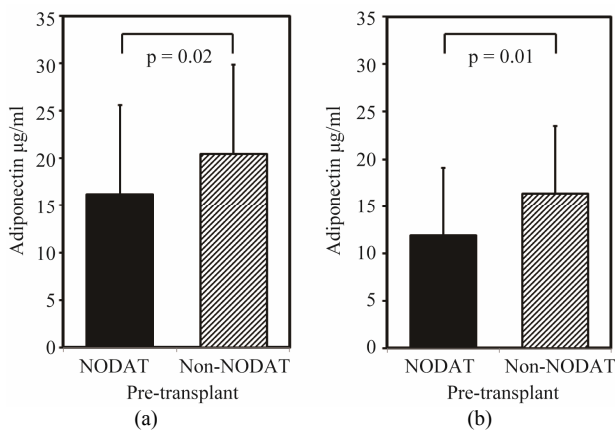 35
30
25
20
15
10
5
0
Adiponectin µg/ml
p = 0.02
NODAT Non-NODAT
Pre-transplant
(a)
35
30
25
20
15
10
5
0
Adiponectin µg/ml
p = 0.01
NODAT Non-NODAT
Pre-transplant
(b)